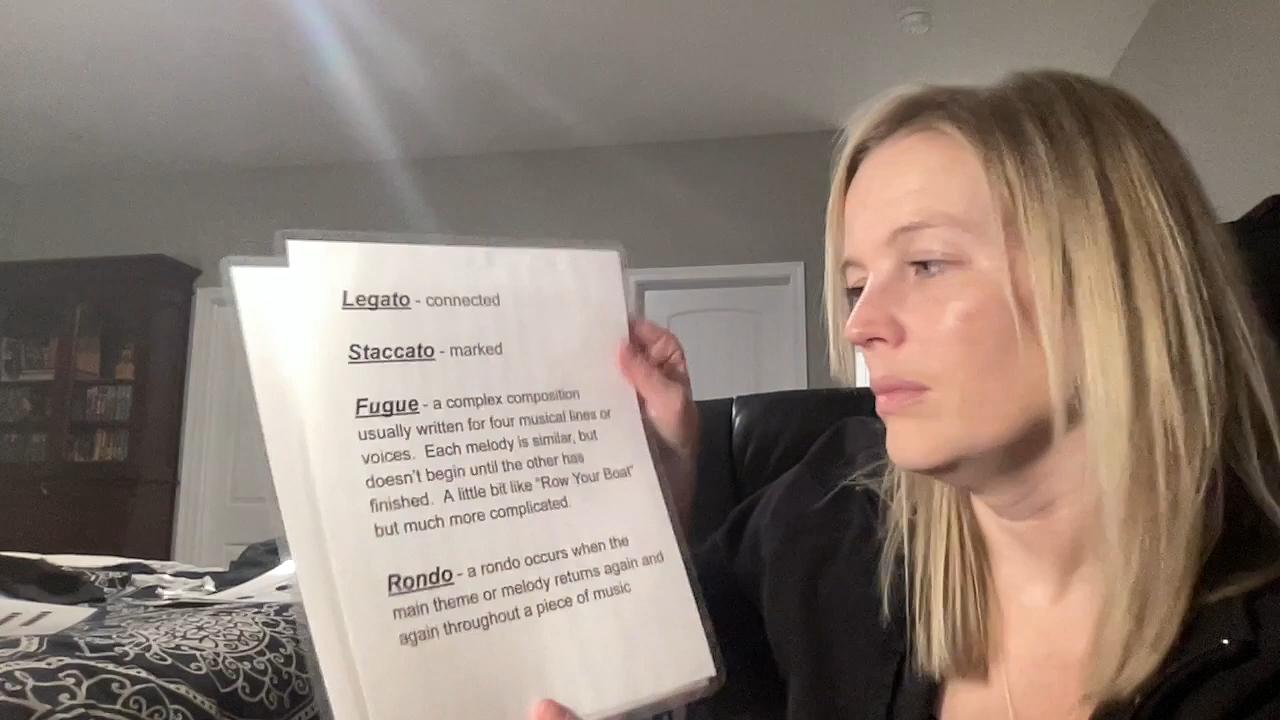 Legato - connected
Staccato - marked
Fugue - a complex composition
usually written for four musical lines or
voices. Each melody is similar, but
doesn't begin until the other has
finished. A little bit like "Row Your Boat"
but much more complicated.
Rondo - a rondo occurs when the
main theme or melody returns again and
again throughout a piece of music